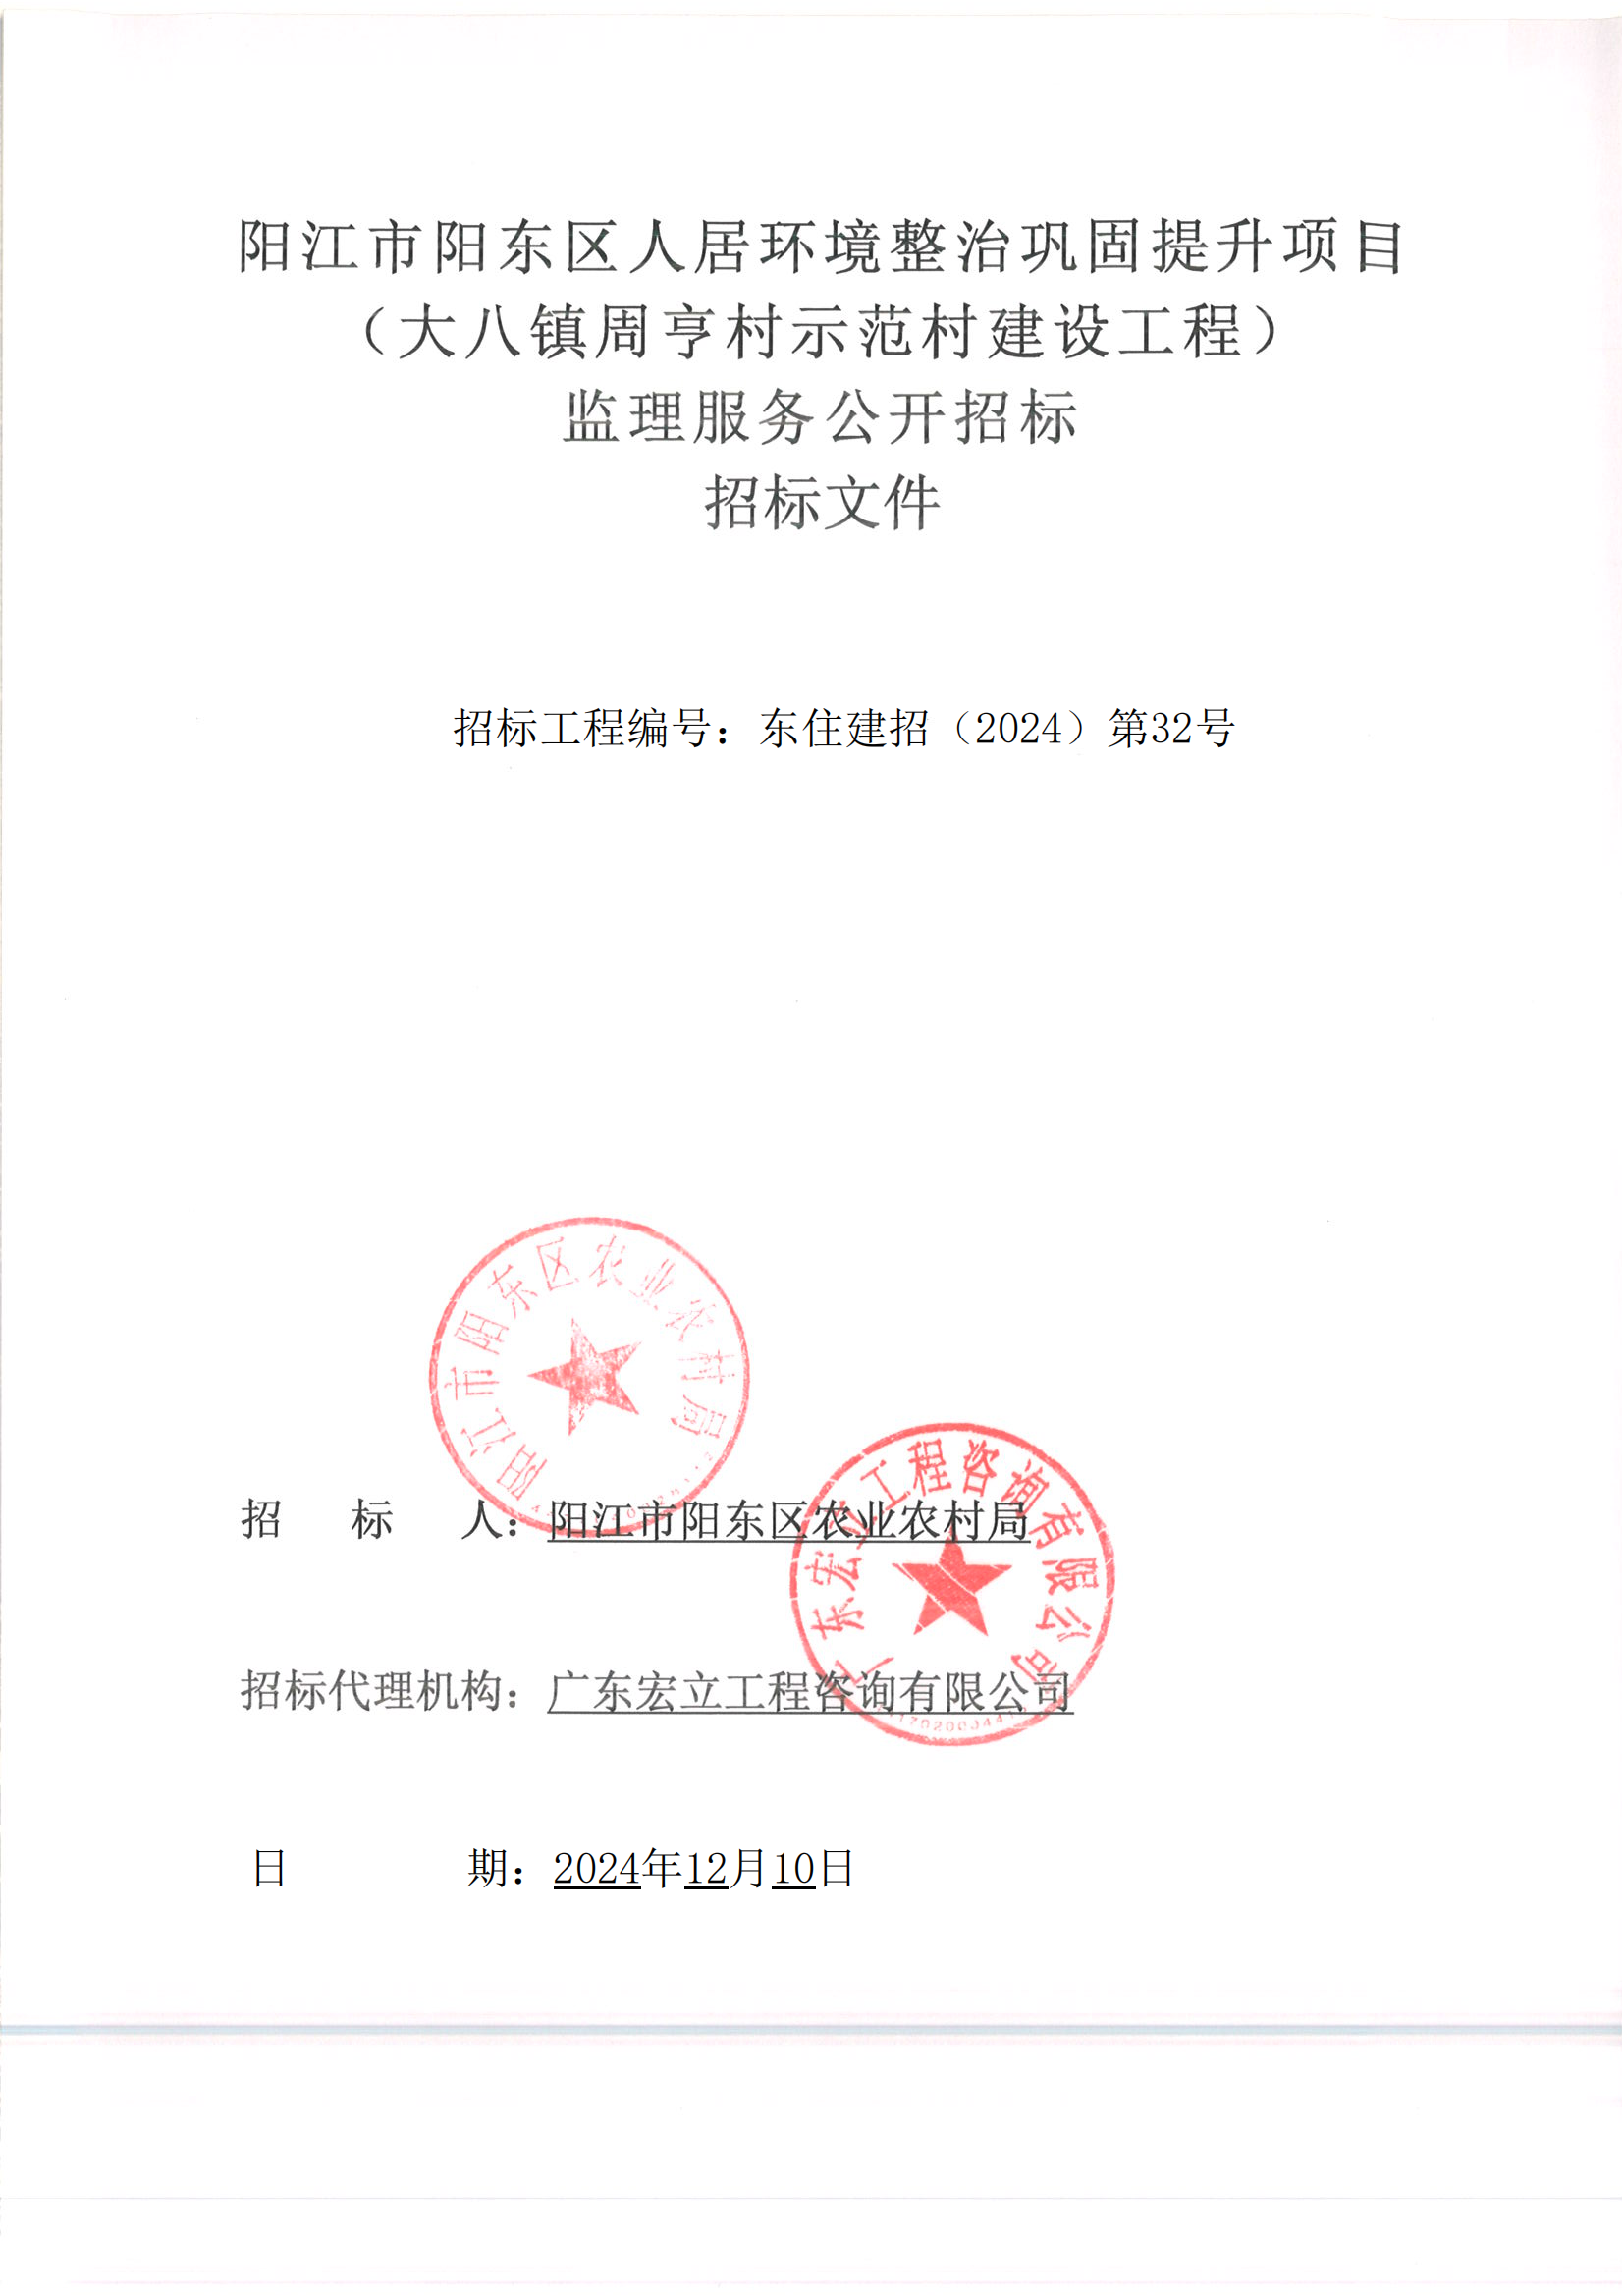 阳江市阳东区人居环境整治巩固提升项目
（大八镇周亨村示范村建设工程）
监理服务公开招标
招标文件
招标工程编号：东住建招（2024）第32号
阳江市阳东区农业农村局
广东宏立工程咨询有限公司
招 标 人：阳江市阳东区农业农村局
招标代理机构：广东宏立工程咨询有限公司
日 期：2024年12月10日